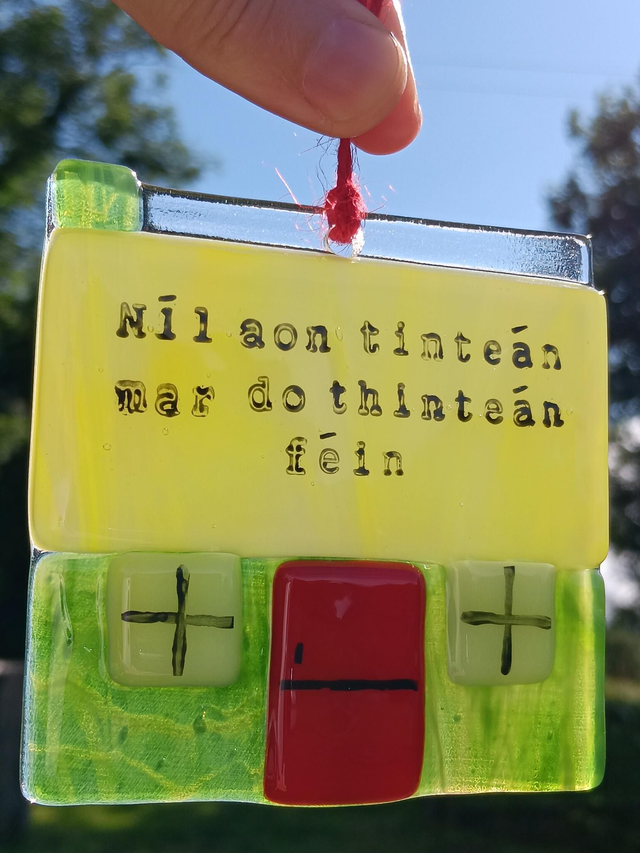 Níl aon tinteán
mar do thinteán
féin